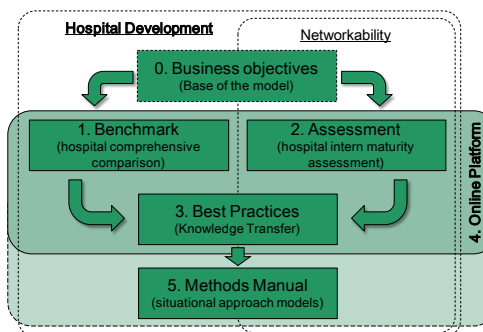 Hospital Development
Networkability
0. Business objectives
(Base of the model)
1. Benchmark
(hospital comprehensive
comparison)
2. Assessment
(hospital intern maturity
assessment)
3. Best Practices
(Knowledge Transfer)
4. Online Platform
5. Methods Manual
(situational approach models)